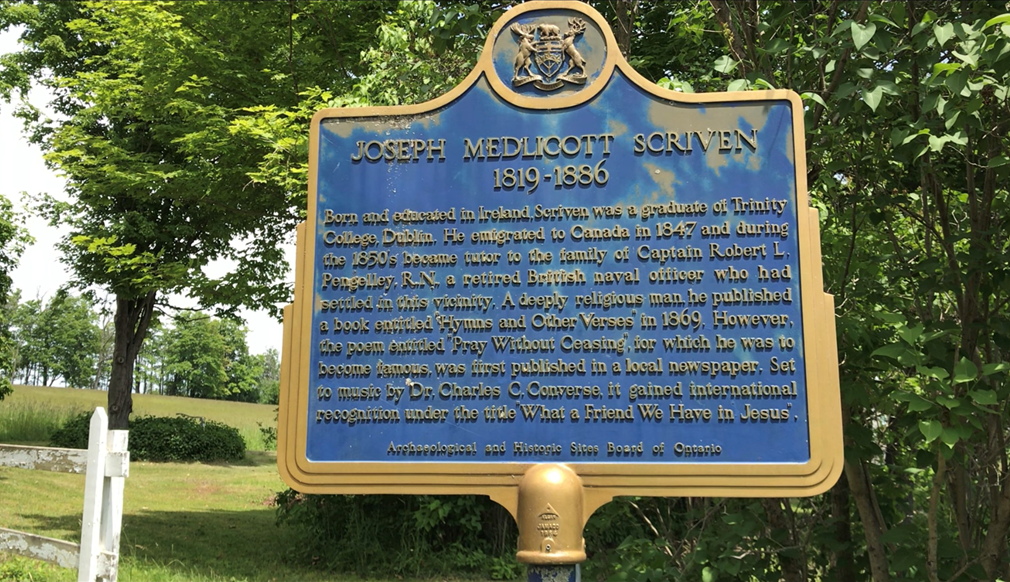 JOSEPH MEDLICOTT SCRIVEN
1819-1886
Born and educated in Ireland, Scriven was a graduate of Trinity
College, Dublin. He emigrated to Canada in 1847 and during
the 1850s became tutor to the family of Captain Robert L.
Pengelley, R.N., a retired British naval officer who had
settled in this vicinity. A deeply religious man, he published
a book entitled "Hymns and Other Verses" in 1869. However,
the poem entitled "Pray Without Ceasing", for which he was to
become famous, was first published in a local newspaper. Set
to music by Dr. Charles C. Converse, it gained international
recognition under the title "What a Friend We Have in Jesus".
Archaeological and Historic Sites Board of Ontario